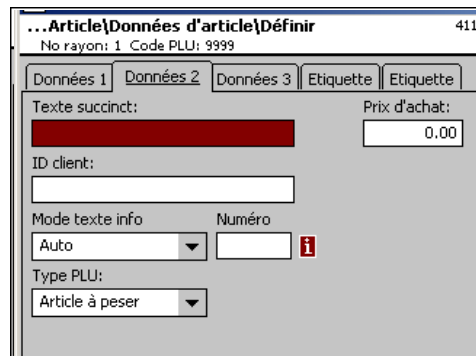 ...Article\Données d'article\Définir 411
No rayon: 1 Code PLU: 9999
Données 1 Données 2 Données 3 Etiquette Etiquette
Texte succinct: Prix d'achat:
0.00
ID client:
Mode texte info Numéro
Auto i
Type PLU:
Article à peser